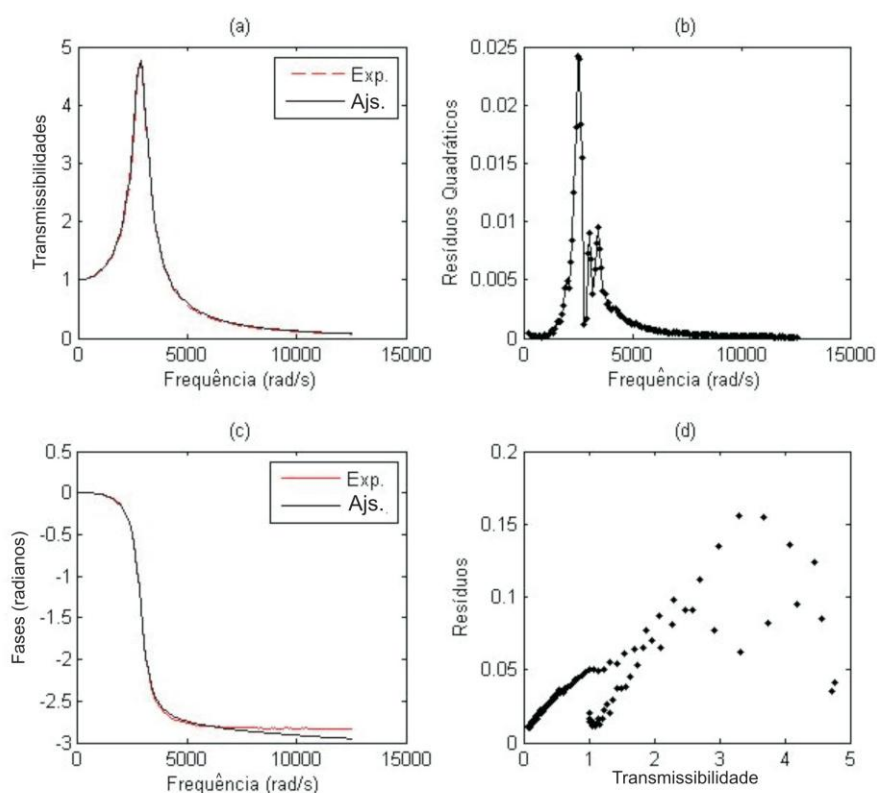 (a)
Transmissibilidades
5
4
3
2
1
0
Exp.
Ajs.
0 5000 10000 15000
Frequência (rad/s)
(b)
Resíduos Quadráticos
0.025
0.02
0.015
0.01
0.005
0
0 5000 10000 15000
Frequência (rad/s)
(c)
Fases (radianos)
0.5
0
-0.5
-1
-1.5
-2
-2.5
-3
Exp.
Ajs.
0 5000 10000 15000
Frequência (rad/s)
(d)
Resíduos
0.2
0.15
0.1
0.05
0
0 1 2 3 4 5
Transmissibilidade